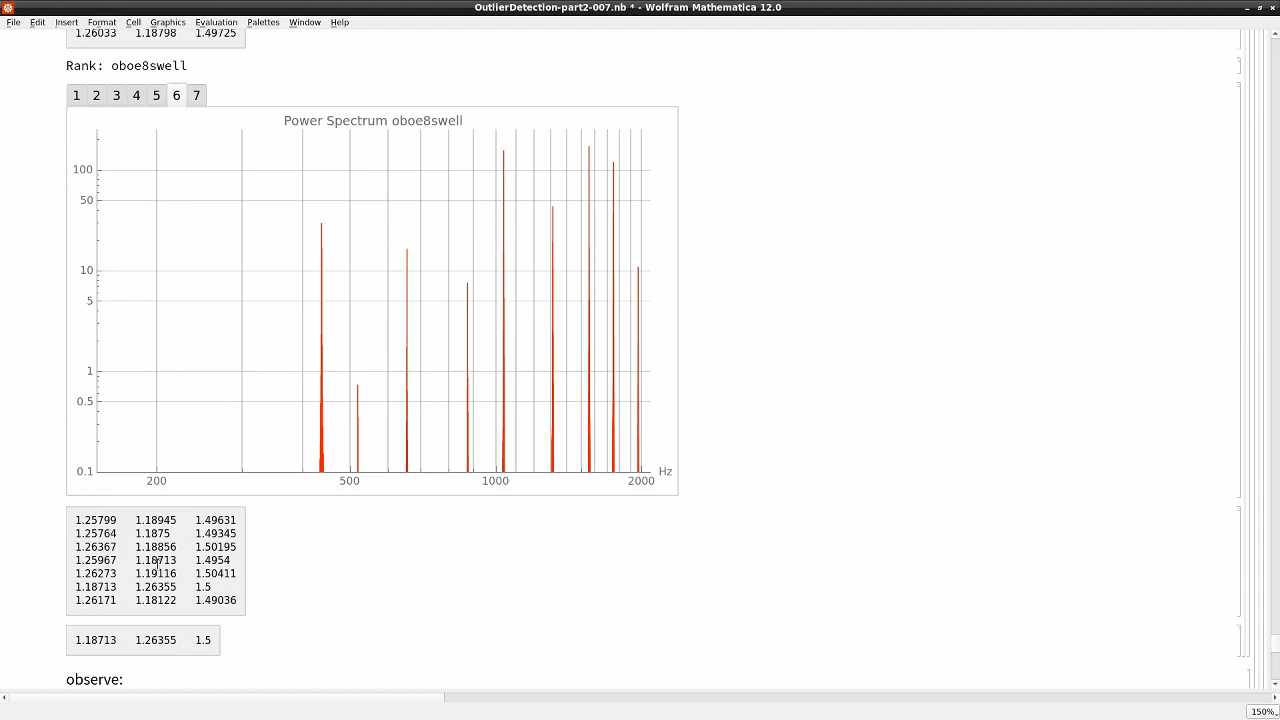 OutlierDetection-part2-007.nb * - Wolfram Mathematica 12.0
File Edit Insert Format Cell Graphics Evaluation Palettes Window Help
1.26033 1.18798 1.49725
Rank: oboe8swell
1 2 3 4 5 6 7
Power Spectrum oboe8swell
100
50
10
5
1
0.5
0.1
Hz
200 500 1000 2000
1.25799 1.18945 1.49631
1.25764 1.1875 1.49345
1.26367 1.18856 1.50195
1.25967 1.18713 1.4954
1.26273 1.19116 1.50411
1.18713 1.26355 1.5
1.26171 1.18122 1.49036
1.18713 1.26355 1.5
observe:
150%